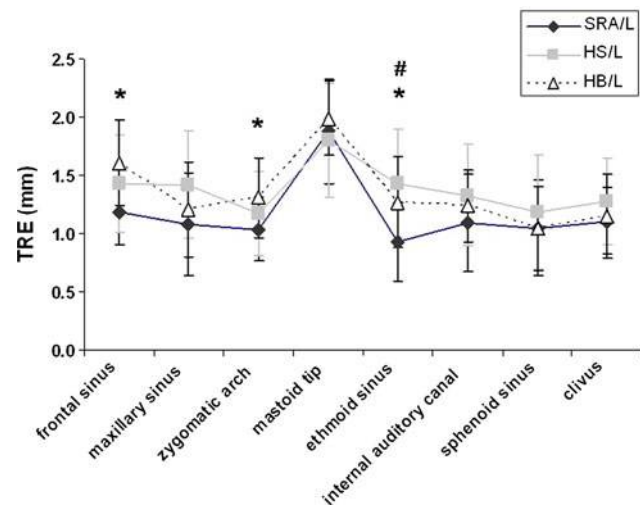 SRA/L
HS/L
HB/L
2.5
2.0
1.5
1.0
0.5
0.0
TRE (mm)
*
*
#
*
frontal sinus
maxillary sinus
zygomatic arch
mastoid tip
ethmoid sinus
internal auditory canal
sphenoid sinus
clivus